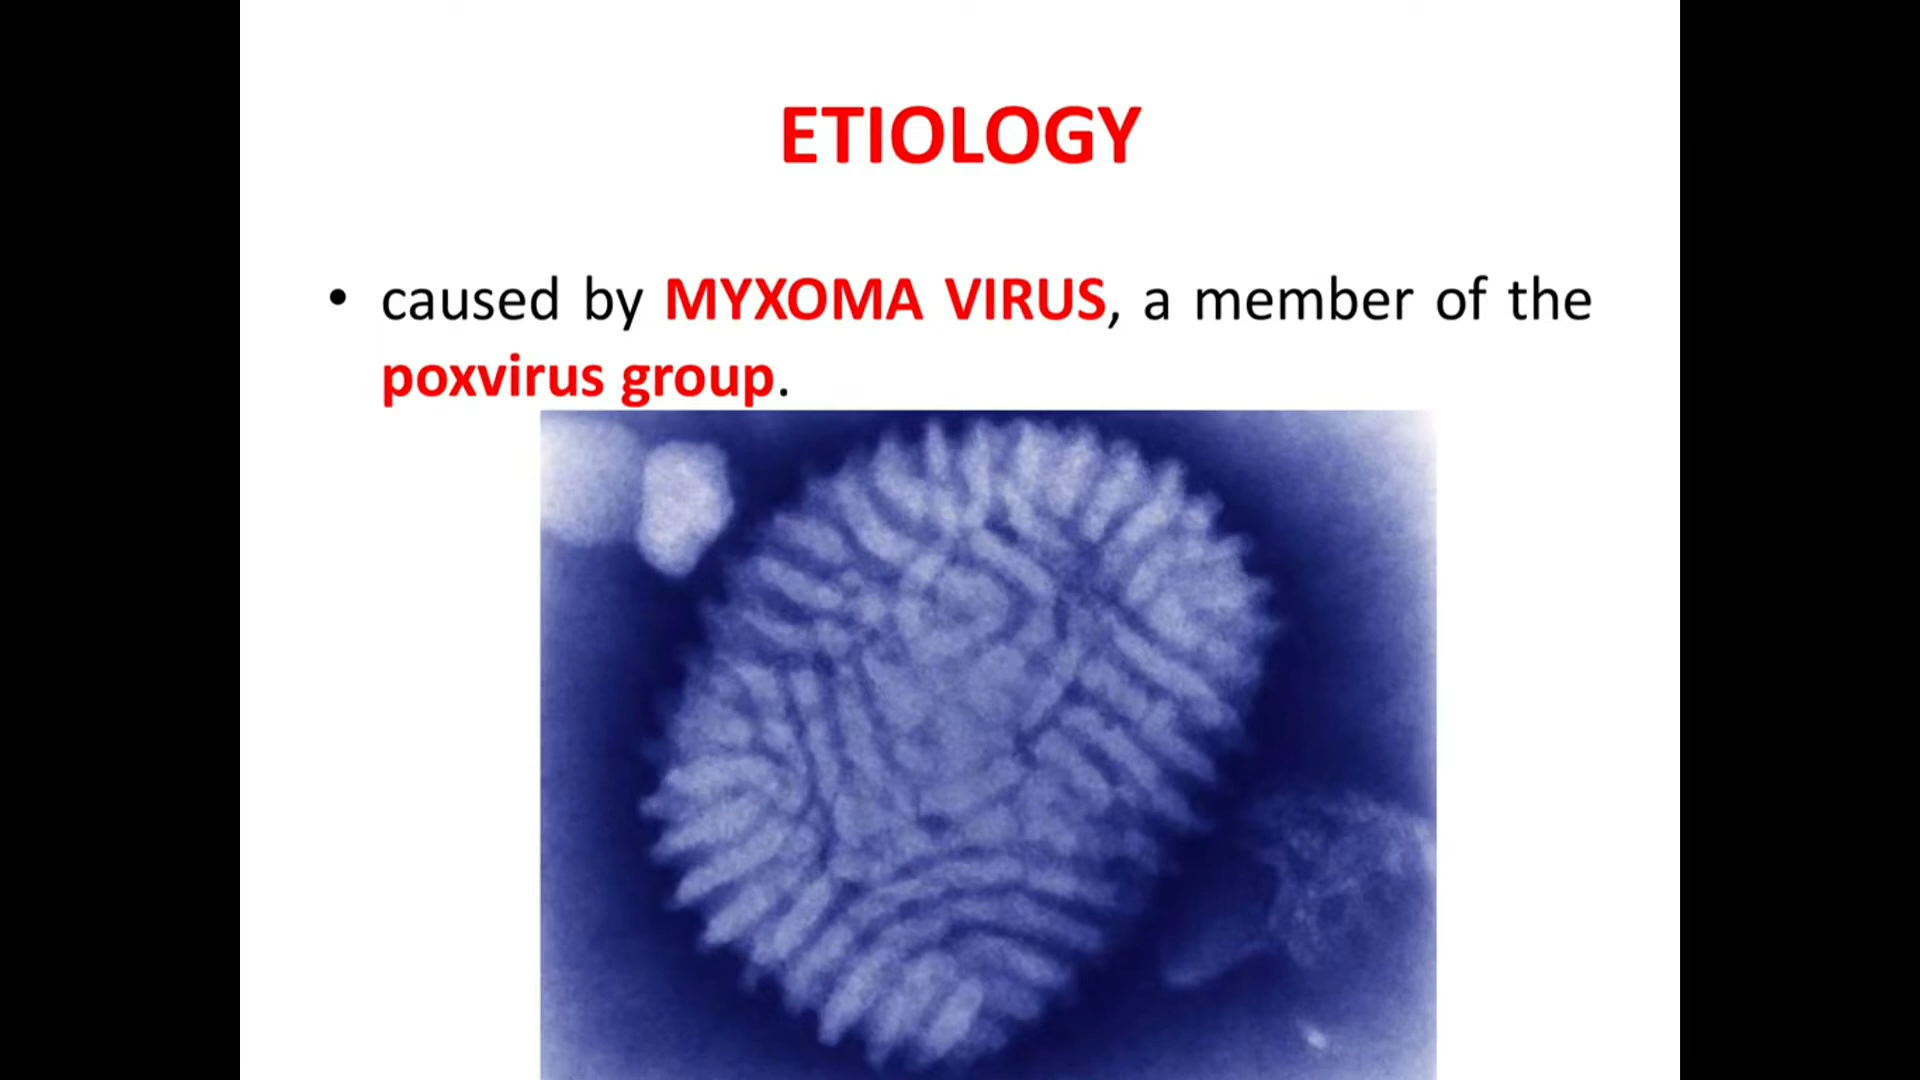 ETIOLOGY
• caused by MYXOMA VIRUS, a member of the
poxvirus group.